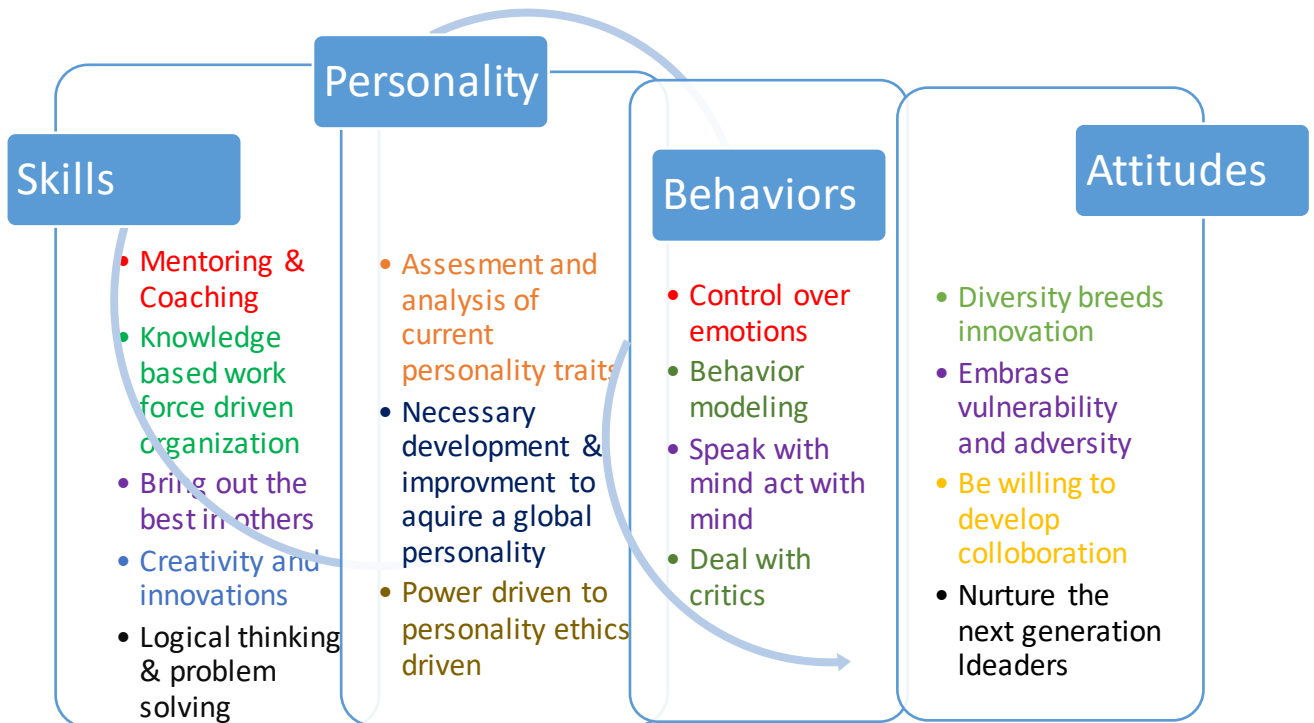 Skills
• Mentoring &
Coaching
• Knowledge
based work
force driven
organization
• Bring out the
best in others
• Creativity and
innovations
• Logical thinking
& problem
solving
Personality
• Assesment and
analysis of
current
personality traits
• Necessary
development &
improvment to
aquire a global
personality
• Power driven to
personality ethics
driven
Behaviors
• Control over
emotions
• Behavior
modeling
• Speak with
mind act with
mind
• Deal with
critics
Attitudes
• Diversity breeds
innovation
• Embrase
vulnerability
and adversity
• Be willing to
develop
colloboration
• Nurture the
next generation
ldeaders